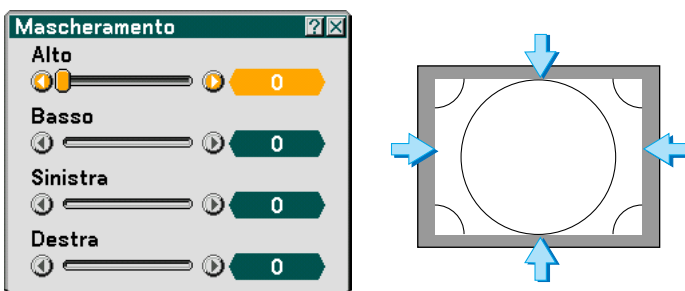 Mascheramento ? X
Alto
0
Basso
0
Sinistra
0
Destra
0